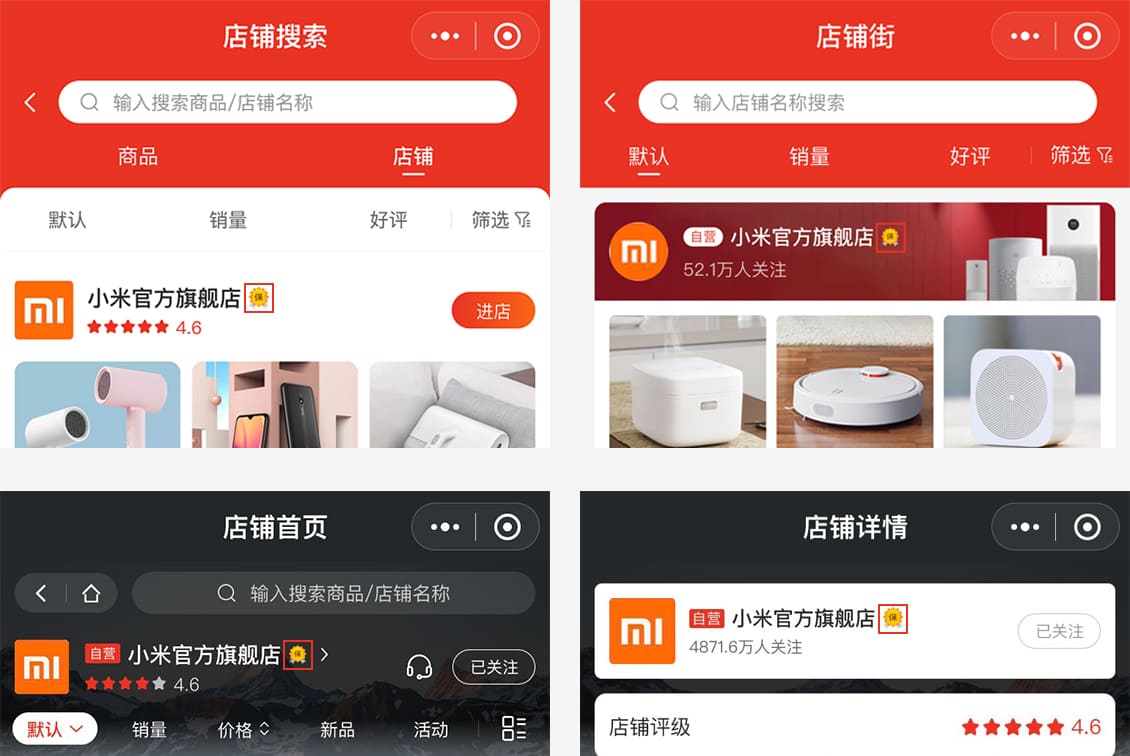 店铺搜索
输入搜索商品/店铺名称
商品 店铺
默认 销量 好评 筛选
小米官方旗舰店 保
4.6
进店
店铺街
输入店铺名称搜索
默认 销量 好评 筛选
自营 小米官方旗舰店 保
52.1万人关注
店铺首页
输入搜索商品/店铺名称
自营 小米官方旗舰店 保
4.6
已关注
默认 销量 价格 新品 活动
店铺详情
自营 小米官方旗舰店 保
4871.6万人关注
已关注
店铺评级 4.6